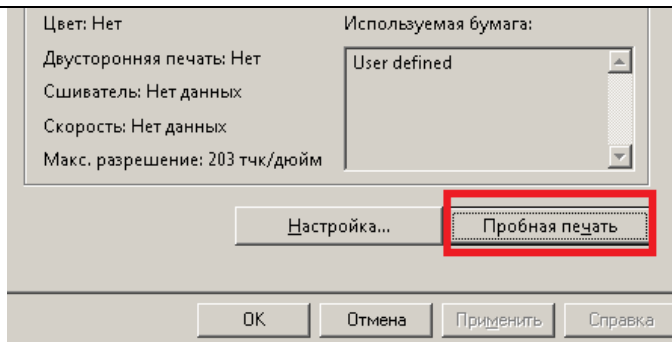 Цвет: Нет
Используемая бумага:
Двусторонняя печать: Нет
User defined
Сшиватель: Нет данных
Скорость: Нет данных
Макс. разрешение: 203 тчк/дюйм
Настройка...
Пробная печать
OK
Отмена
Применить
Справка